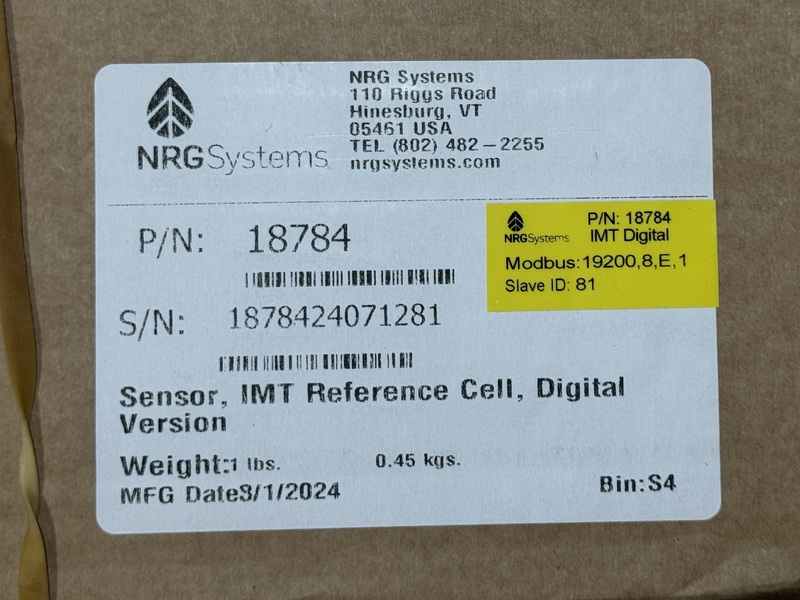 NRG Systems
110 Riggs Road
Hinesburg, VT
05461 USA
TEL (802) 482-2255
nrgsystems.com
NRGSystems
P/N: 18784
NRGSystems
P/N: 18784
IMT Digital
Modbus:19200,8,E,1
Slave ID: 81
S/N: 1878424071281
Sensor, IMT Reference Cell, Digital
Version
Weight:1 lbs. 0.45 kgs.
MFG Date3/1/2024 Bin:S4